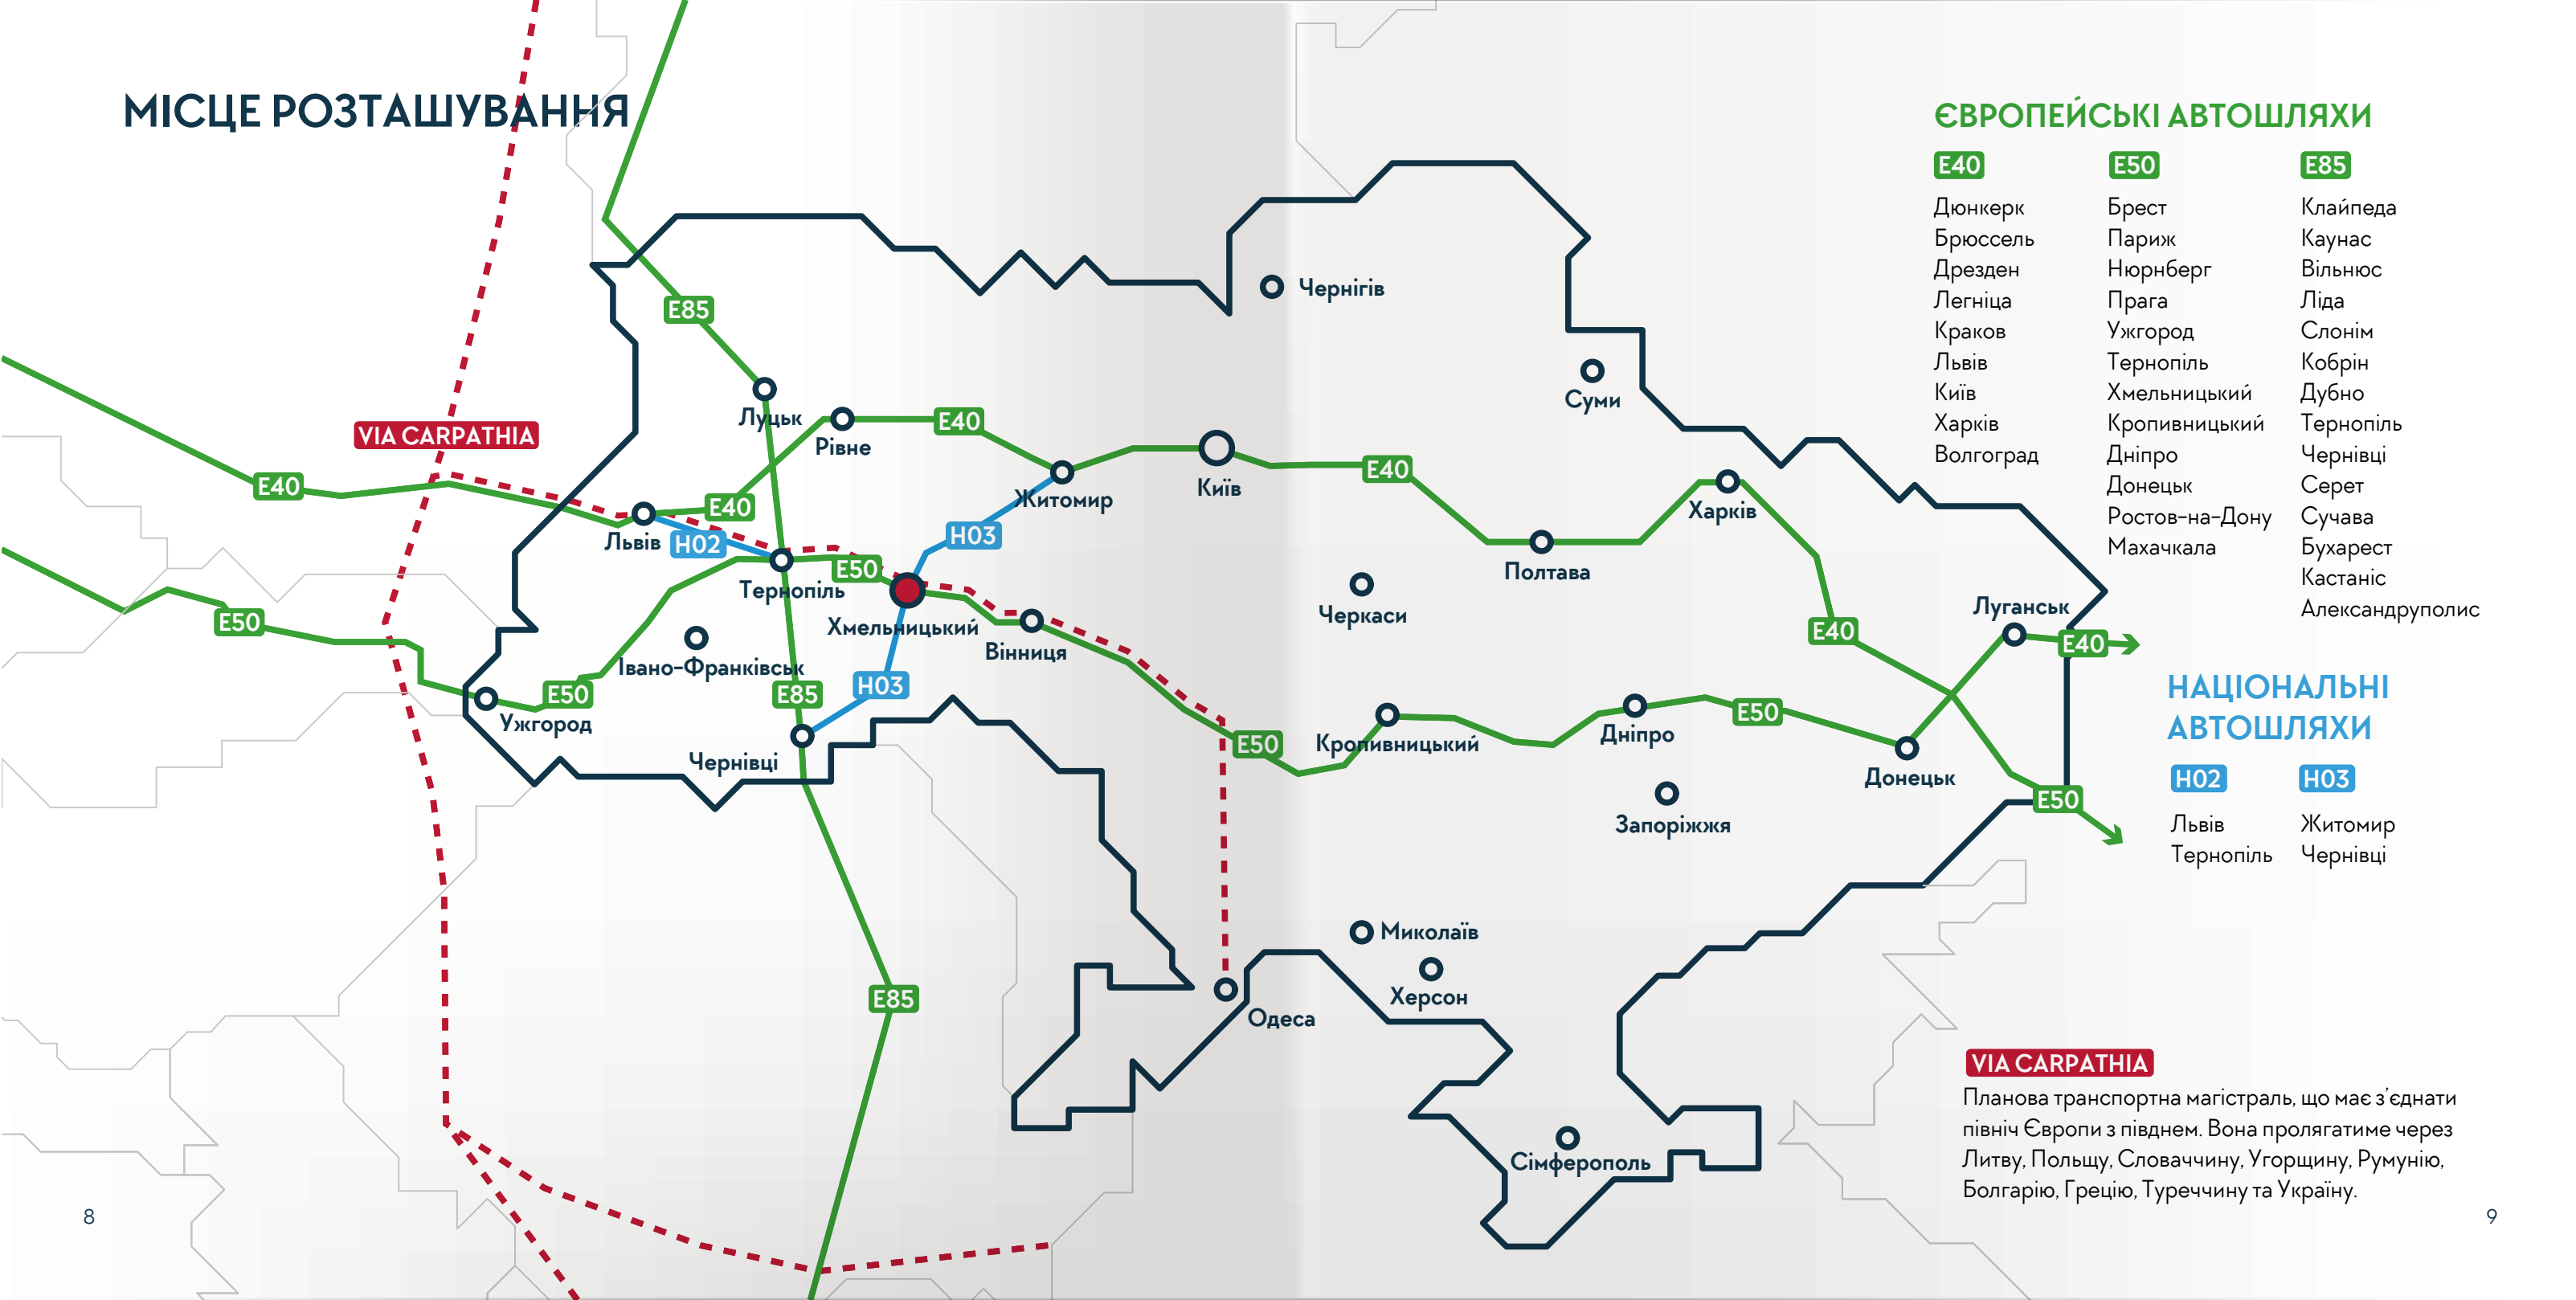 МІСЦЕ РОЗТАШУВАННЯ
E85
Луцьк
Рівне
E40
VIA CARPATHIA
E40
E40
Львів
H02
Житомир
H03
Київ
Чернігів
Суми
E40
Харків
Полтава
Тернопіль
E50
Хмельницький
Вінниця
Івано-Франківськ
E50
E50
Ужгород
E85
H03
Чернівці
E85
Черкаси
E40
Луганськ
E40
E50
Кропивницький
Дніпро
E50
Донецьк
E50
Запоріжжя
Миколаїв
Херсон
Одеса
Сімферополь
ЄВРОПЕЙСЬКІ АВТОШЛЯХИ
E40
Дюнкерк
Брюссель
Дрезден
Легніца
Краков
Львів
Київ
Харків
Волгоград
E50
Брест
Париж
Нюрнберг
Прага
Ужгород
Тернопіль
Хмельницький
Кропивницький
Дніпро
Донецьк
Ростов-на-Дону
Махачкала
E85
Клайпеда
Каунас
Вільнюс
Ліда
Слонім
Кобрін
Дубно
Тернопіль
Чернівці
Серет
Сучава
Бухарест
Кастаніс
Александруполис
НАЦІОНАЛЬНІ
АВТОШЛЯХИ
H02
Львів
Тернопіль
H03
Житомир
Чернівці
VIA CARPATHIA
Планова транспортна магістраль, що має з’єднати
північ Європи з півднем. Вона пролягатиме через
Литву, Польщу, Словаччину, Угорщину, Румунію,
Болгарію, Грецію, Туреччину та Україну.
8
9